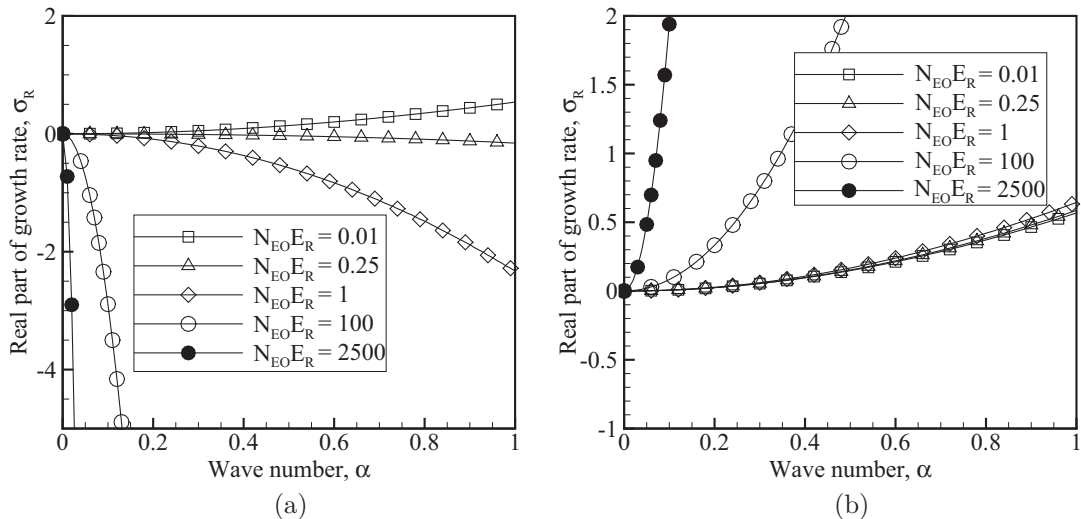 2
0
-2
-4
0
0.2
0.4
0.6
0.8
1
Wave number, α
Real part of growth rate, σR
NEOER = 0.01
NEOER = 0.25
NEOER = 1
NEOER = 100
NEOER = 2500
(a)
2
1.5
1
0.5
0
-0.5
-1
0
0.2
0.4
0.6
0.8
1
Wave number, α
Real part of growth rate, σR
NEOER = 0.01
NEOER = 0.25
NEOER = 1
NEOER = 100
NEOER = 2500
(b)